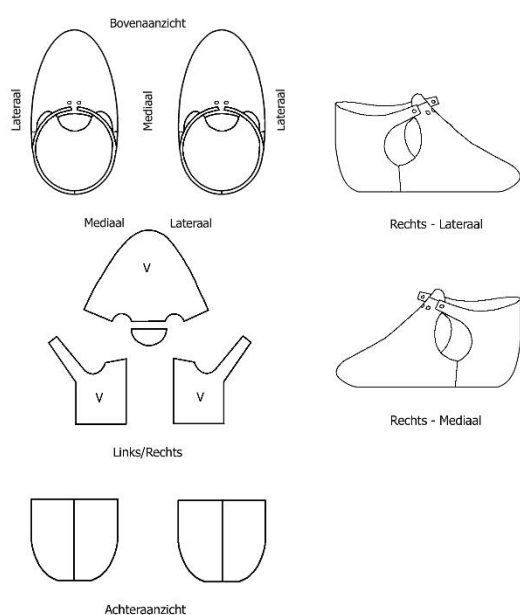 Bovenaanzicht
Lateraal
Mediaal
Lateraal
Rechts - Lateraal
Mediaal Lateraal
V
V
V
Rechts - Mediaal
Links/Rechts
Achteraanzicht